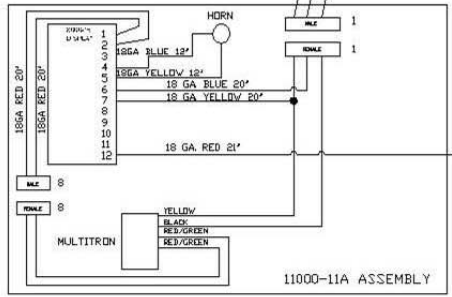 HORN
DISPLAY
1
2
3
4
5
6
7
8
9
10
11
12
18GA BLUE 12"
18GA YELLOW 12"
18 GA BLUE 20"
18 GA YELLOW 20"
18 GA. RED 21"
18GA RED 20"
18GA RED 20"
MALE 1
FEMALE 1
MALE 8
FEMALE 8
MULTITRON
YELLOW
BLACK
RED/GREEN
RED/GREEN
11000-11A ASSEMBLY